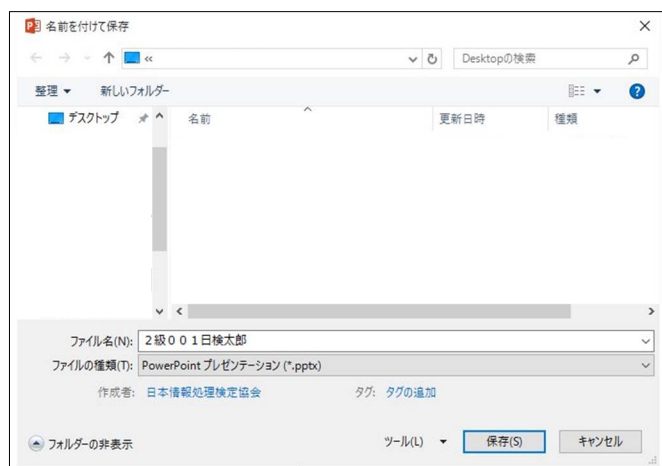 名前を付けて保存
«
Desktopの検索
整理 ▼ 新しいフォルダー
デスクトップ
名前 更新日時 種類
ファイル名(N): 2級001日検太郎
ファイルの種類(T): PowerPoint プレゼンテーション (*.pptx)
作成者: 日本情報処理検定協会 タグ: タグの追加
フォルダーの非表示 ツール(L) ▼ 保存(S) キャンセル